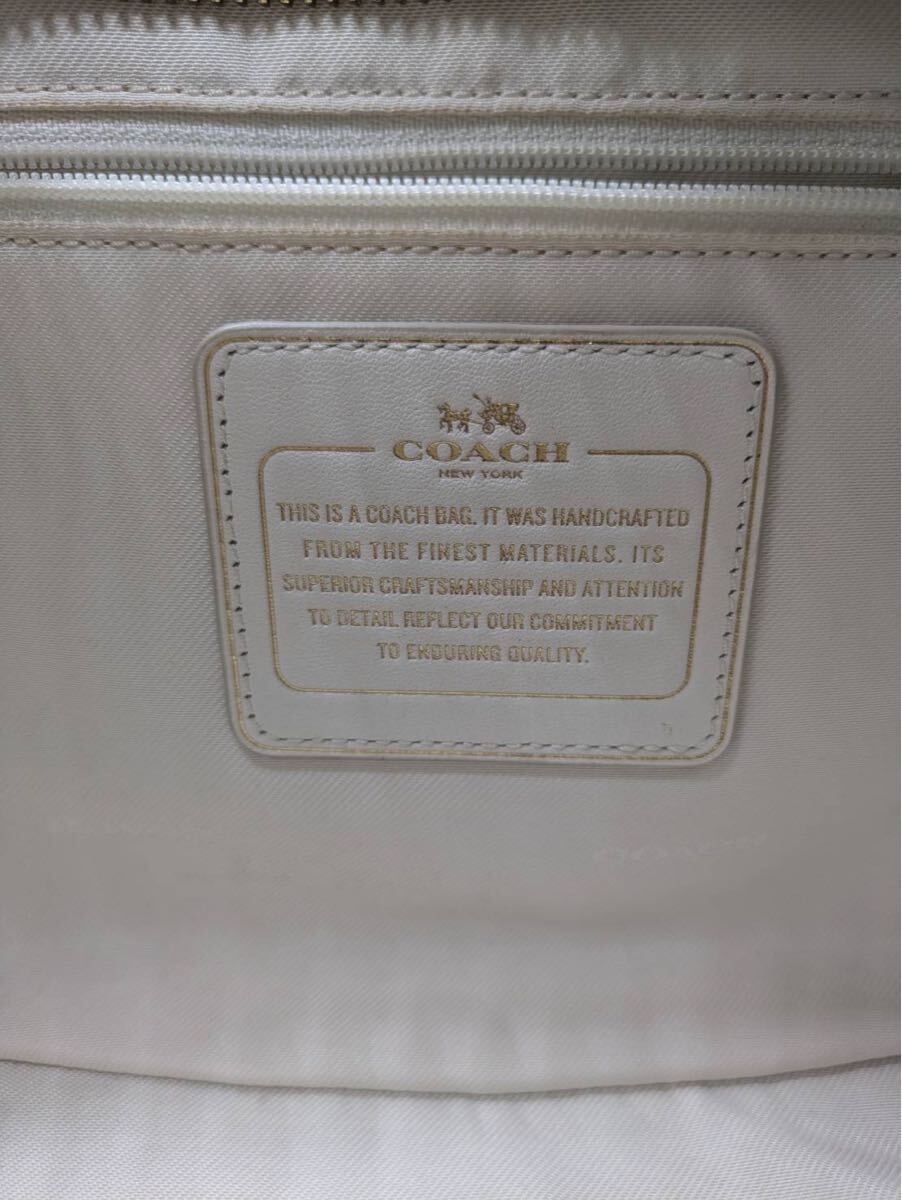 COACH
NEW YORK
THIS IS A COACH BAG. IT WAS HANDCRAFTED
FROM THE FINEST MATERIALS. ITS
SUPERIOR CRAFTSMANSHIP AND ATTENTION
TO DETAIL REFLECT OUR COMMITMENT
TO ENDURING QUALITY.
COACH